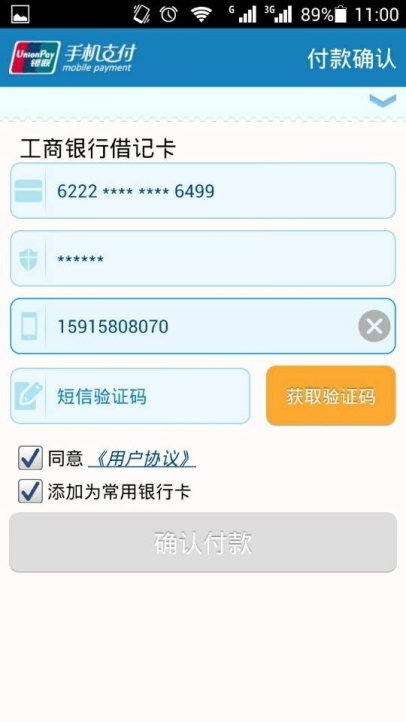 G 3G 89% 11:00
UnionPay 银联 手机支付 付款确认
mobile payment
工商银行借记卡
6222 **** **** 6499
******
15915808070
短信验证码 获取验证码
同意 《用户协议》
添加为常用银行卡
确认付款